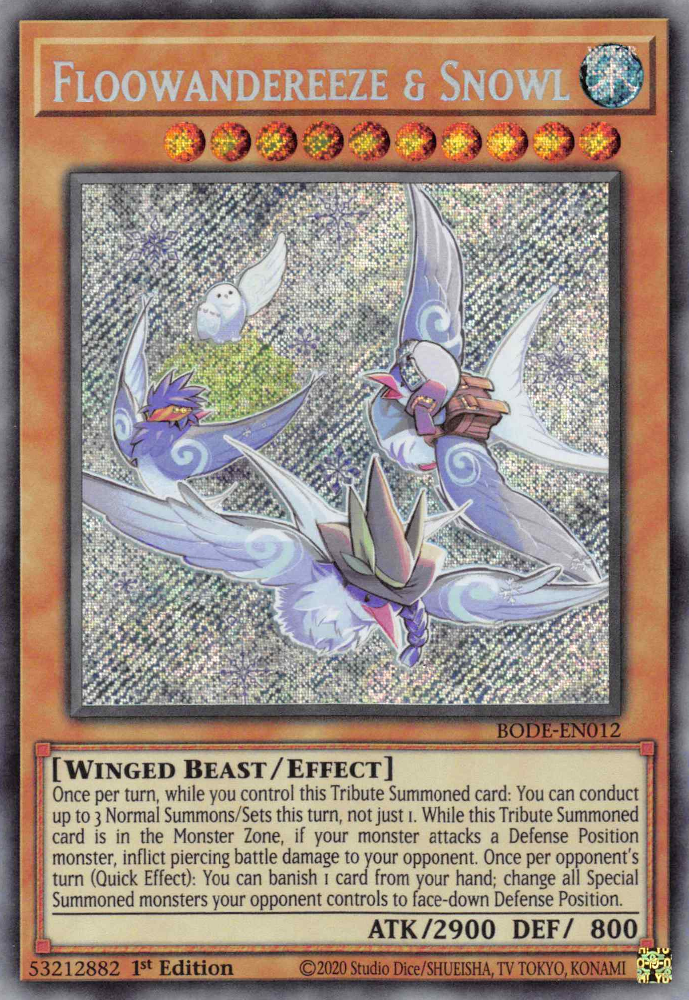 FLOOWANDEREEZE & SNOWL
WATER
BODE-EN012
[WINGED BEAST/EFFECT]
Once per turn, while you control this Tribute Summoned card: You can conduct
up to 3 Normal Summons/Sets this turn, not just 1. While this Tribute Summoned
card is in the Monster Zone, if your monster attacks a Defense Position
monster, inflict piercing battle damage to your opponent. Once per opponent's
turn (Quick Effect): You can banish 1 card from your hand; change all Special
Summoned monsters your opponent controls to face-down Defense Position.
ATK/2900 DEF/ 800
53212882 1st Edition ©2020 Studio Dice/SHUEISHA, TV TOKYO, KONAMI